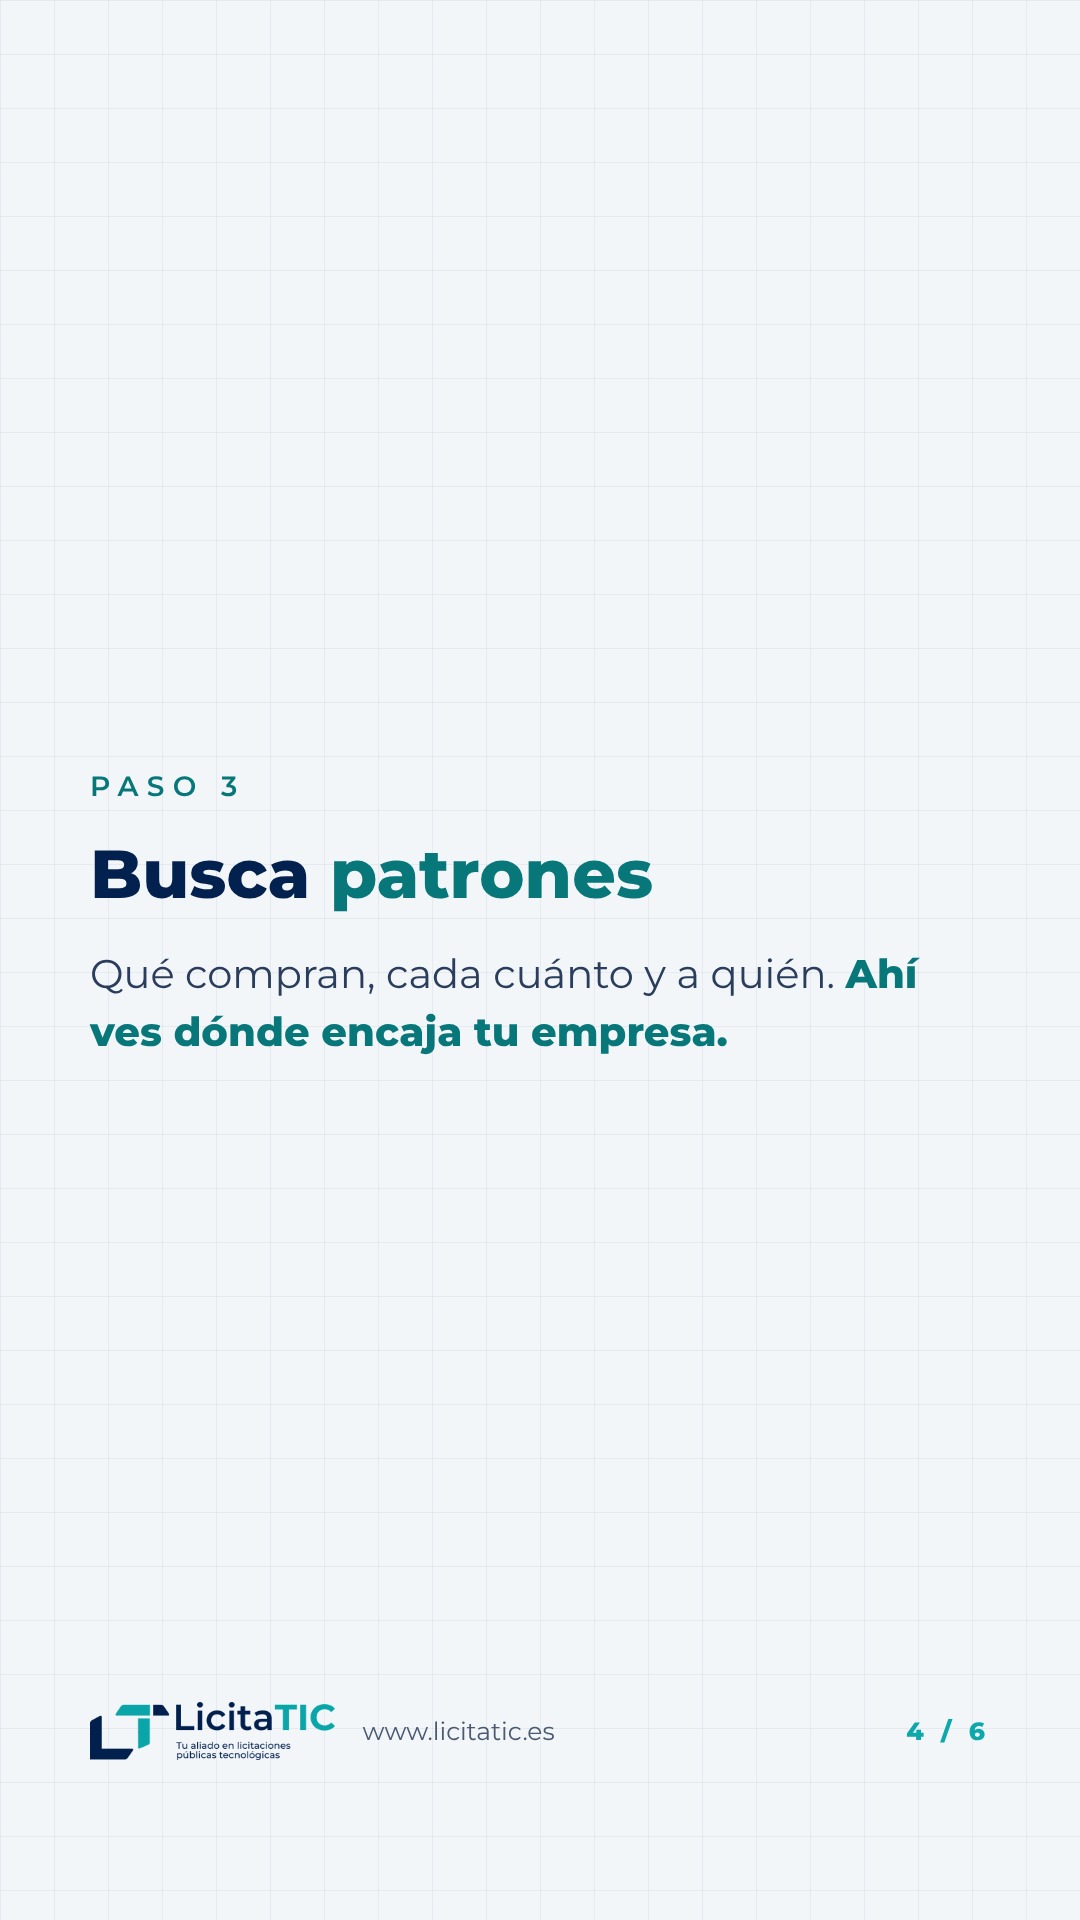 PASO 3
Busca patrones
Qué compran, cada cuánto y a quién. Ahí
ves dónde encaja tu empresa.
LicitaTIC
Tu aliado en licitaciones
públicas tecnológicas
www.licitatic.es
4 / 6